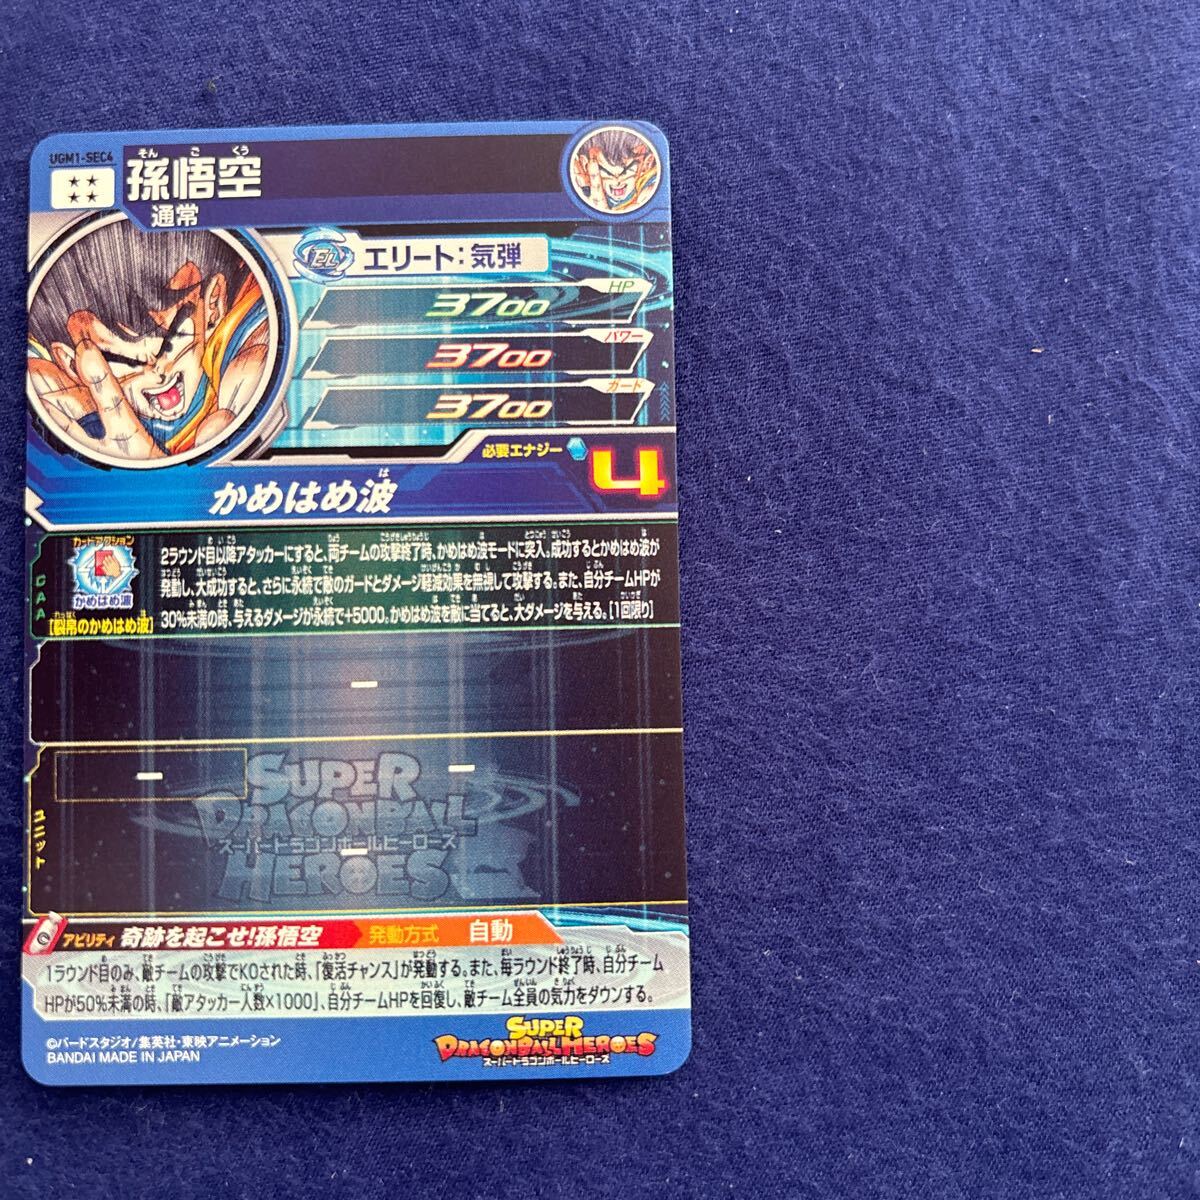 UGM1-SEC4
そん ご くう
孫悟空
通常
EL エリート:気弾
HP
3700
パワー
3700
ガード
3700
必要エナジー 4
は
かめはめ波
カードアクション
かめはめ波
CAA
[裂帛のかめはめ波]
2ラウンド目以降アタッカーにすると、両チームの攻撃終了時、かめはめ波モードに突入。成功するとかめはめ波が
発動し、大成功すると、さらに永続で敵のガードとダメージ軽減効果を無視して攻撃する。また、自分チームHPが
30%未満の時、与えるダメージが永続で+5000。かめはめ波を敵に当てると、大ダメージを与える。[1回限り]
ー
ユニット
ー ー
ー
SUPER
DRAGONBALL
スーパードラゴンボールヒーローズ
HEROES
アビリティ 奇跡を起こせ!孫悟空 発動方式 自動
1ラウンド目のみ、敵チームの攻撃でKOされた時、「復活チャンス」が発動する。また、毎ラウンド終了時、自分チーム
HPが50%未満の時、「敵アタッカー人数×1000」、自分チームHPを回復し、敵チーム全員の気力をダウンする。
©バードスタジオ/集英社・東映アニメーション
BANDAI MADE IN JAPAN
SUPER
DRAGONBALL HEROES
スーパードラゴンボールヒーローズ